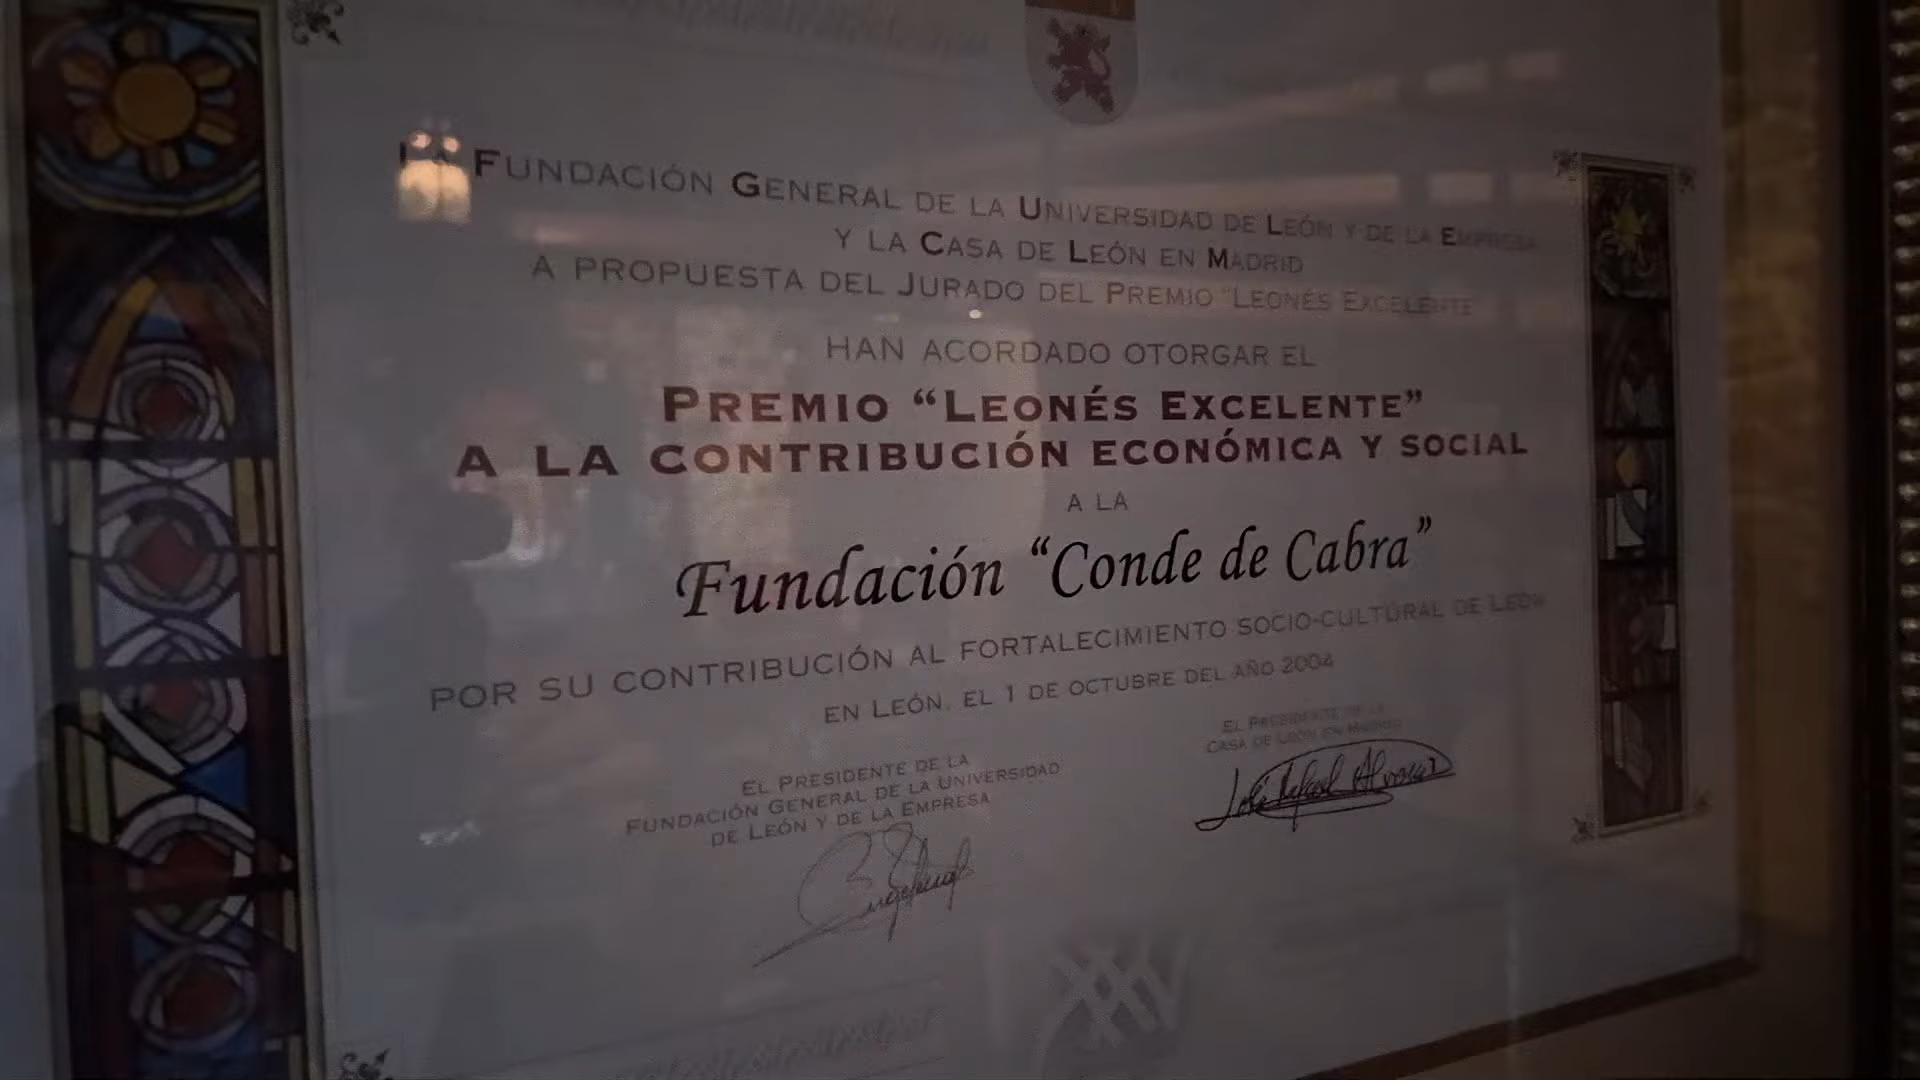 LA FUNDACIÓN GENERAL DE LA UNIVERSIDAD DE LEÓN Y DE LA EMPRESA
Y LA CASA DE LEÓN EN MADRID
A PROPUESTA DEL JURADO DEL PREMIO "LEONÉS EXCELENTE
HAN ACORDADO OTORGAR EL
PREMIO “LEONÉS EXCELENTE”
A LA CONTRIBUCIÓN ECONÓMICA Y SOCIAL
A LA
Fundación “Conde de Cabra”
POR SU CONTRIBUCIÓN AL FORTALECIMIENTO SOCIO-CULTURAL DE LEÓN
EN LEÓN, EL 1 DE OCTUBRE DEL AÑO 2004
EL PRESIDENTE DE LA
FUNDACIÓN GENERAL DE LA UNIVERSIDAD
DE LEÓN Y DE LA EMPRESA
EL PRESIDENTE DE LA
CASA DE LEÓN EN MADRID